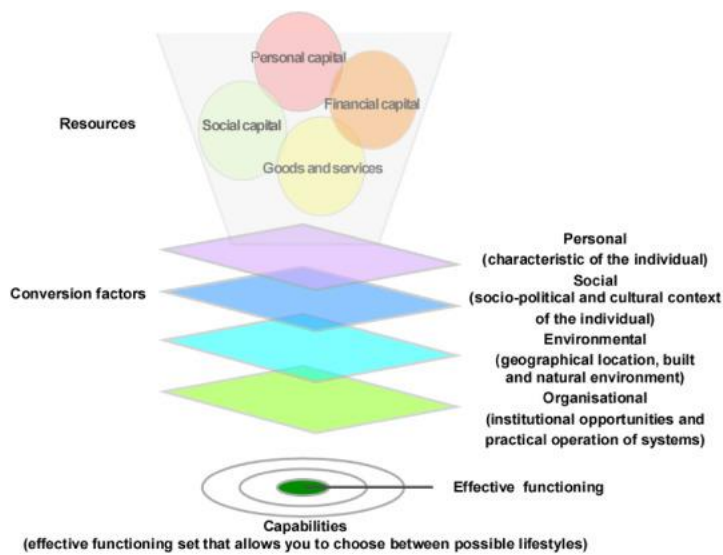 Personal capital
Financial capital
Social capital
Resources
Goods and services
Personal
(characteristic of the individual)
Social
Conversion factors
(socio-political and cultural context
of the individual)
Environmental
(geographical location, built
and natural environment)
Organisational
(institutional opportunities and
practical operation of systems)
Effective functioning
Capabilities
(effective functioning set that allows you to choose between possible lifestyles)